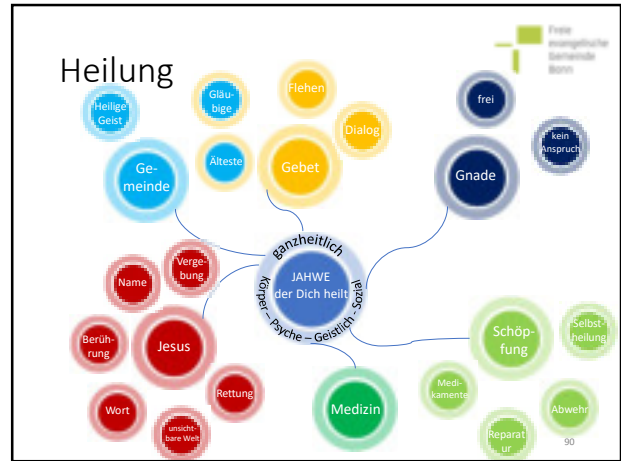 Heilung
Freie
evangelische
Gemeinde
Bonn
Heilige
Geist
Gläu-
bige
Älteste
Ge-
meinde
Flehen
Dialog
Gebet
frei
kein
Anspruch
Gnade
ganzheitlich
JAHWE
der Dich heilt
Körper – Psyche – Geistlich - Sozial
Verge-
bung
Name
Berüh-
rung
Jesus
Wort
unsicht-
bare Welt
Rettung
Medizin
Schöp-
fung
Selbst-
heilung
Medi-
kamente
Abwehr
Reparat
ur
90